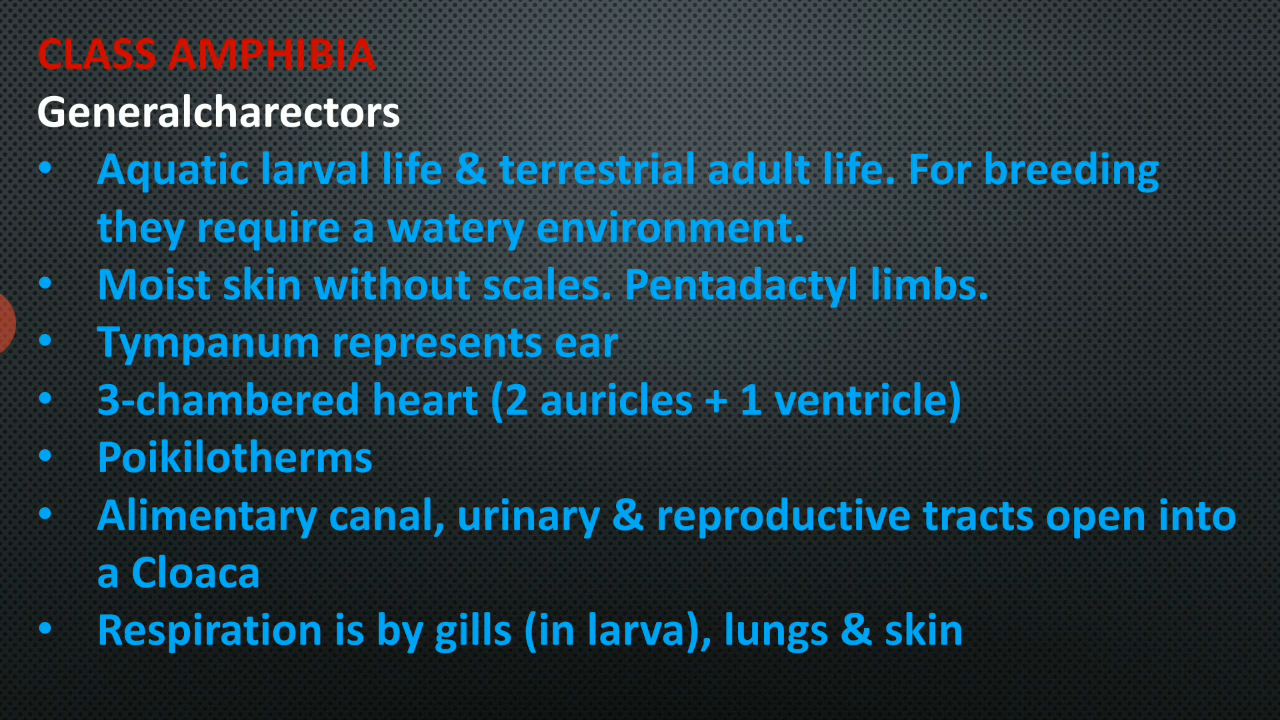 CLASS AMPHIBIA
Generalcharectors
• Aquatic larval life & terrestrial adult life. For breeding
they require a watery environment.
• Moist skin without scales. Pentadactyl limbs.
• Tympanum represents ear
• 3-chambered heart (2 auricles + 1 ventricle)
• Poikilotherms
• Alimentary canal, urinary & reproductive tracts open into
a Cloaca
• Respiration is by gills (in larva), lungs & skin